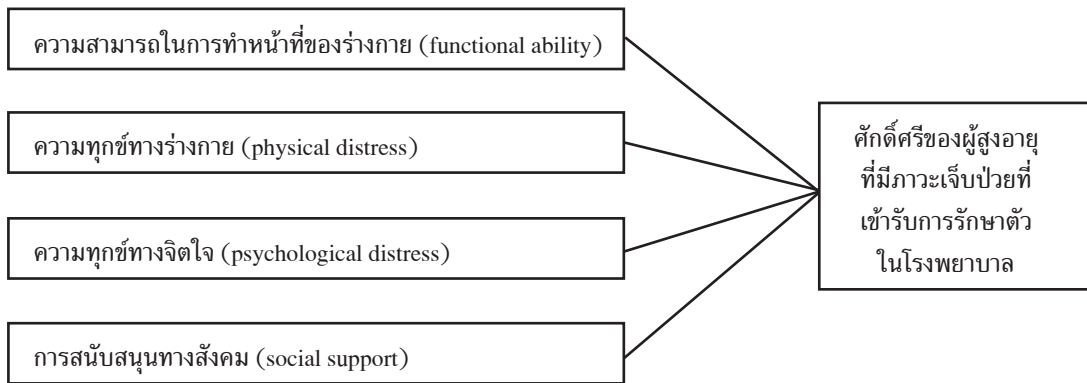 ความสามารถในการทำหน้าที่ของร่างกาย (functional ability)
ความทุกข์ทางร่างกาย (physical distress)
ความทุกข์ทางจิตใจ (psychological distress)
การสนับสนุนทางสังคม (social support)
ศักดิ์ศรีของผู้สูงอายุ
ที่มีภาวะเจ็บป่วยที่
เข้ารับการรักษาตัว
ในโรงพยาบาล